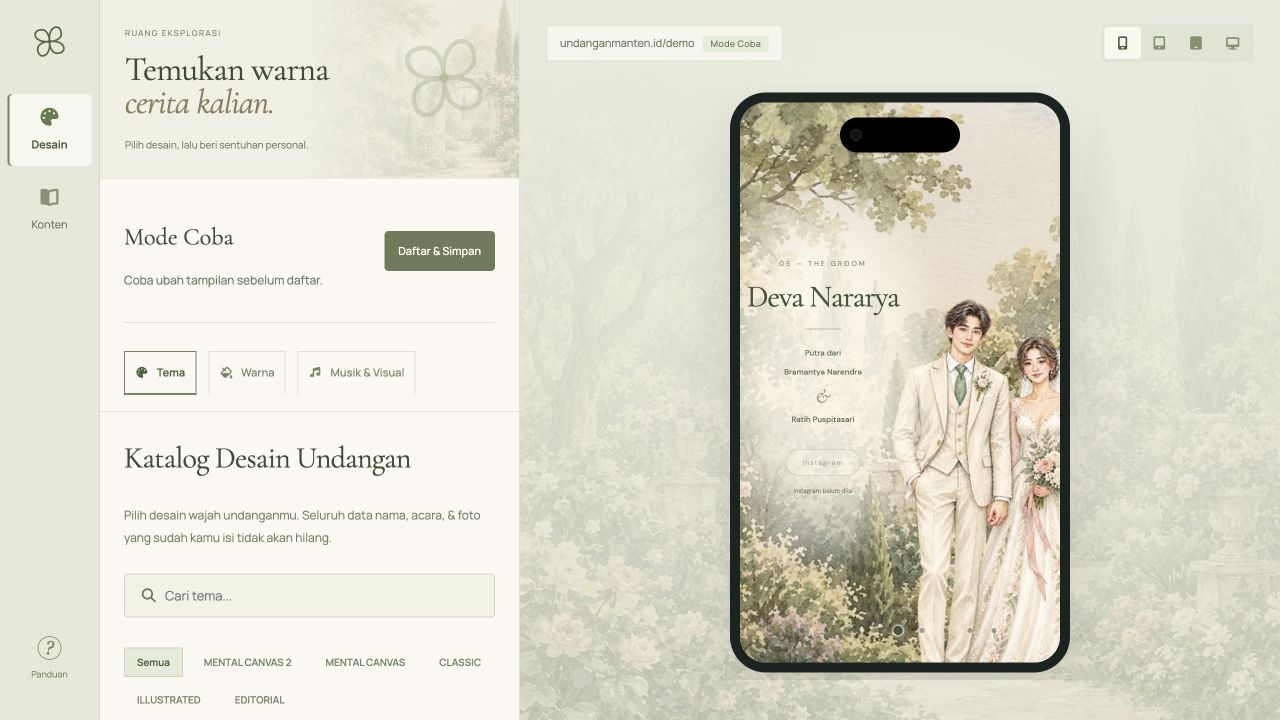 Desain
Konten
Panduan
RUANG EKSPLORASI
Temukan warna
cerita kalian.
Pilih desain, lalu beri sentuhan personal.
Mode Coba
Daftar & Simpan
Coba ubah tampilan sebelum daftar.
Tema
Warna
Musik & Visual
Katalog Desain Undangan
Pilih desain wajah undanganmu. Seluruh data nama, acara, & foto
yang sudah kamu isi tidak akan hilang.
Cari tema...
Semua
MENTAL CANVAS 2
MENTAL CANVAS
CLASSIC
ILLUSTRATED
EDITORIAL
undanganmanten.id/demo
Mode Coba
05 — THE GROOM
Deva Nararya
Putra dari
Bramantya Narendra
&
Ratih Puspitasari
Instagram
Instagram belum diisi